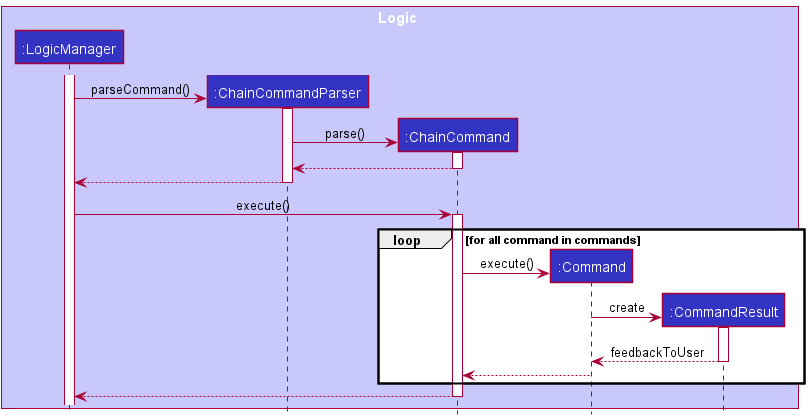 Logic
:LogicManager
parseCommand()
:ChainCommandParser
parse()
:ChainCommand
execute()
loop
[for all command in commands]
execute()
:Command
create
:CommandResult
feedbackToUser